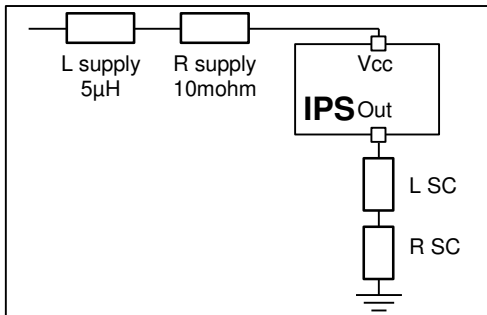 L supply
5µH
R supply
10mohm
Vcc
IPS Out
L SC
R SC